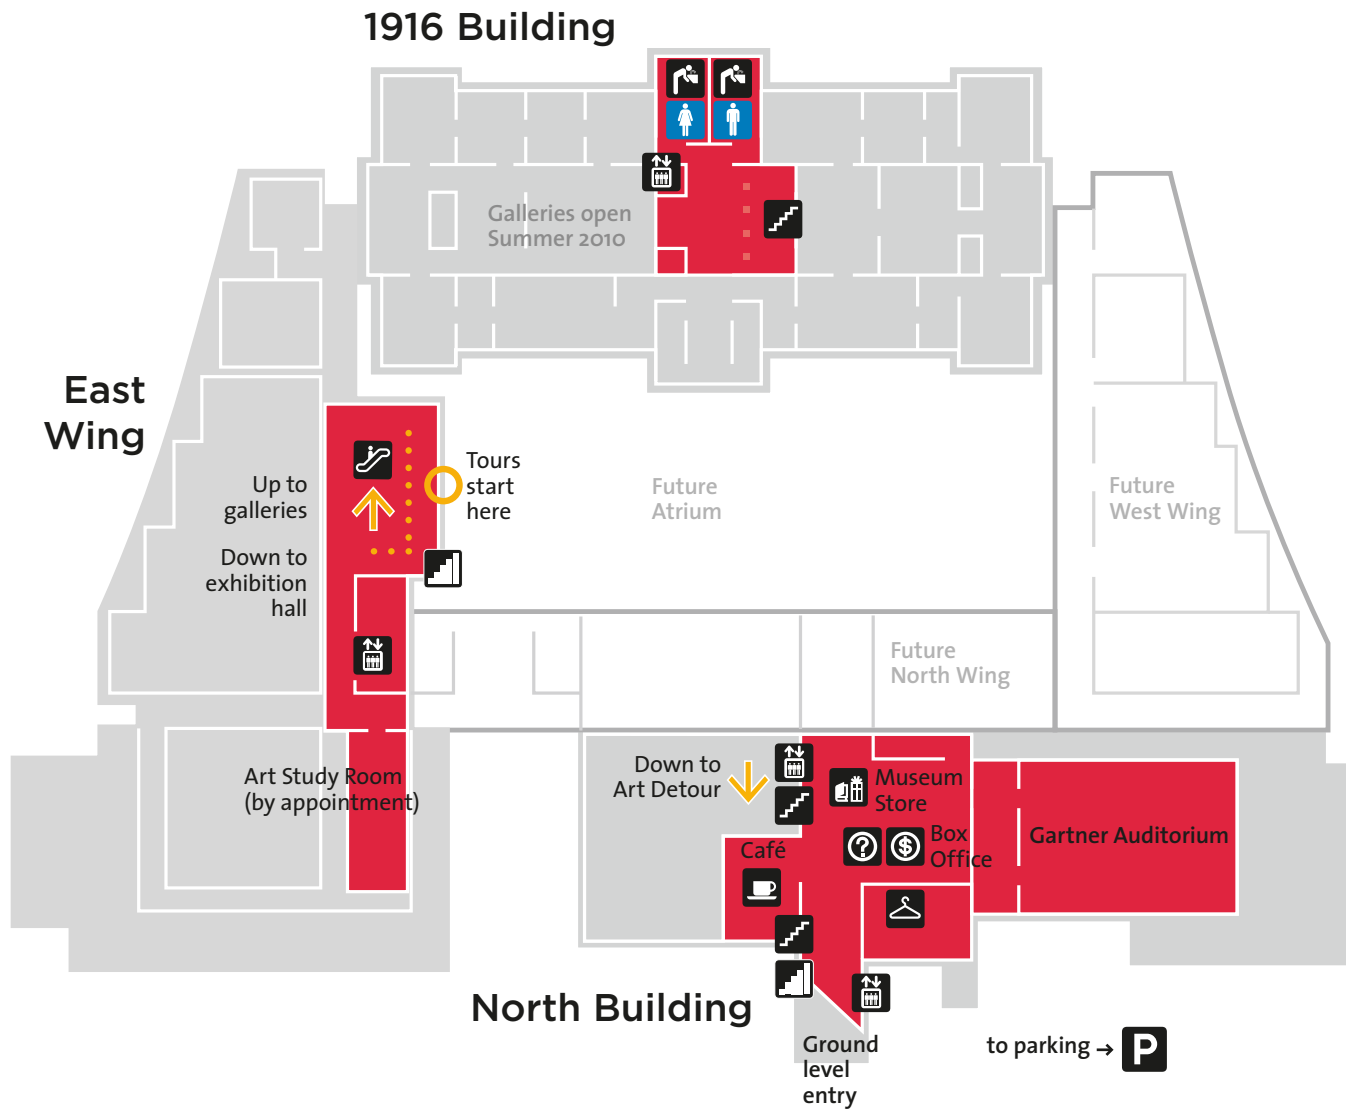 1916 Building
Galleries open
Summer 2010
East
Wing
Up to
galleries
Down to
exhibition
hall
Tours
start
here
Future
Atrium
Future
West Wing
Future
North Wing
Art Study Room
(by appointment)
Down to
Art Detour
Museum
Store
?
$
Box
Office
Café
Gartner Auditorium
North Building
Ground
level
entry
to parking → P